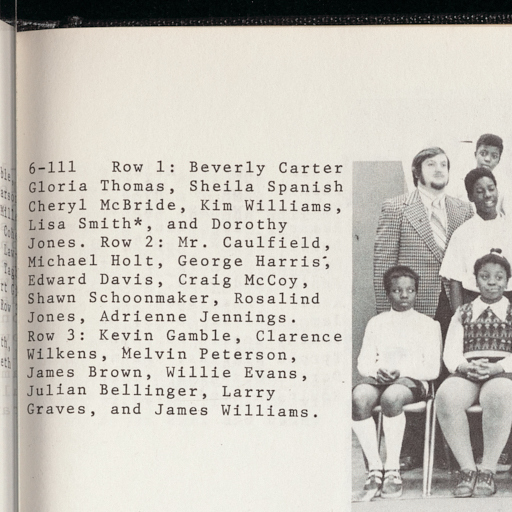 6-111 Row 1: Beverly Carter
Gloria Thomas, Sheila Spanish
Cheryl McBride, Kim Williams,
Lisa Smith*, and Dorothy
Jones. Row 2: Mr. Caulfield,
Michael Holt, George Harris,
Edward Davis, Craig McCoy,
Shawn Schoonmaker, Rosalind
Jones, Adrienne Jennings.
Row 3: Kevin Gamble, Clarence
Wilkens, Melvin Peterson,
James Brown, Willie Evans,
Julian Bellinger, Larry
Graves, and James Williams.